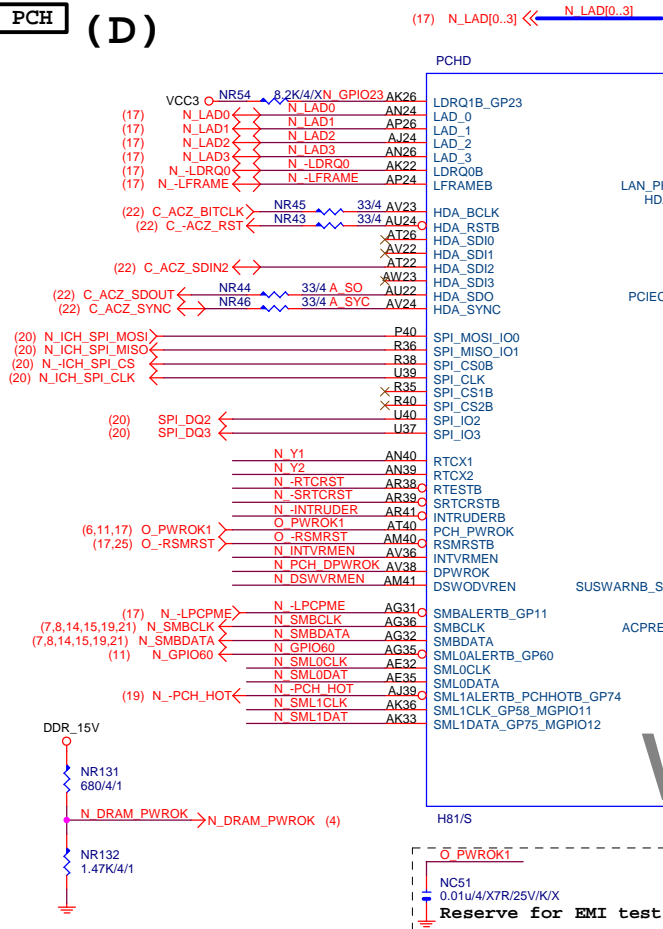 PCH (D)
(17) N_LAD[0..3] N_LAD[0..3]
PCHD
VCC3 NR54 8.2K/4/X N_GPIO23 AK26 LDRQ1B_GP23
(17) N_LAD0 N_LAD0 AN24 LAD_0
(17) N_LAD1 N_LAD1 AP26 LAD_1
(17) N_LAD2 N_LAD2 AJ24 LAD_2
(17) N_LAD3 N_LAD3 AN26 LAD_3
(17) N_-LDRQ0 N_-LDRQ0 AK22 LDRQ0B
(17) N_-LFRAME N_-LFRAME AP24 LFRAMEB
(22) C_ACZ_BITCLK NR45 33/4 AV23 HDA_BCLK
(22) C_-ACZ_RST NR43 33/4 AU24 HDA_RSTB
AT26 HDA_SDI0
AV22 HDA_SDI1
(22) C_ACZ_SDIN2 AT22 HDA_SDI2
AW23 HDA_SDI3
(22) C_ACZ_SDOUT NR44 33/4 A_SO AU22 HDA_SDO
(22) C_ACZ_SYNC NR46 33/4 A_SYC AV24 HDA_SYNC
PCIEC
(20) N_ICH_SPI_MOSI P40 SPI_MOSI_IO0
(20) N_ICH_SPI_MISO R36 SPI_MISO_IO1
(20) N_-ICH_SPI_CS R38 SPI_CS0B
(20) N_ICH_SPI_CLK U39 SPI_CLK
R35 SPI_CS1B
R40 SPI_CS2B
(20) SPI_DQ2 U40 SPI_IO2
(20) SPI_DQ3 U37 SPI_IO3
N_Y1 AN40 RTCX1
N_Y2 AN39 RTCX2
N_-RTCRST AR38 RTESTB
N_-SRTCRST AR39 SRTCRSTB
N_-INTRUDER AR41 INTRUDERB
(6,11,17) O_PWROK1 O_PWROK1 AT40 PCH_PWROK
(17,25) O_-RSMRST O_-RSMRST AM40 RSMRSTB
N_INTVRMEN AV36 INTVRMEN
N_PCH_DPWROK AV38 DPWROK
N_DSWVRMEN AM41 DSWODVREN SUSWARNB_S
(17) N_-LPCPME N_-LPCPME AG31 SMBALERTB_GP11
(7,8,14,15,19,21) N_SMBCLK N_SMBCLK AG36 SMBCLK ACPRE
(7,8,14,15,19,21) N_SMBDATA N_SMBDATA AG32 SMBDATA
(11) N_GPIO60 N_GPIO60 AG35 SML0ALERTB_GP60
N_SML0CLK AE32 SML0CLK
N_SML0DAT AE35 SML0DATA
(19) N_-PCH_HOT N_-PCH_HOT AJ39 SML1ALERTB_PCHHOTB_GP74
N_SML1CLK AK36 SML1CLK_GP58_MGPIO11
N_SML1DAT AK33 SML1DATA_GP75_MGPIO12
LAN_P
HD
DDR_15V
NR131
680/4/1
N_DRAM_PWROK N_DRAM_PWROK (4)
NR132
1.47K/4/1
H81/S
O_PWROK1
NC51
0.01u/4/X7R/25V/K/X
Reserve for EMI test